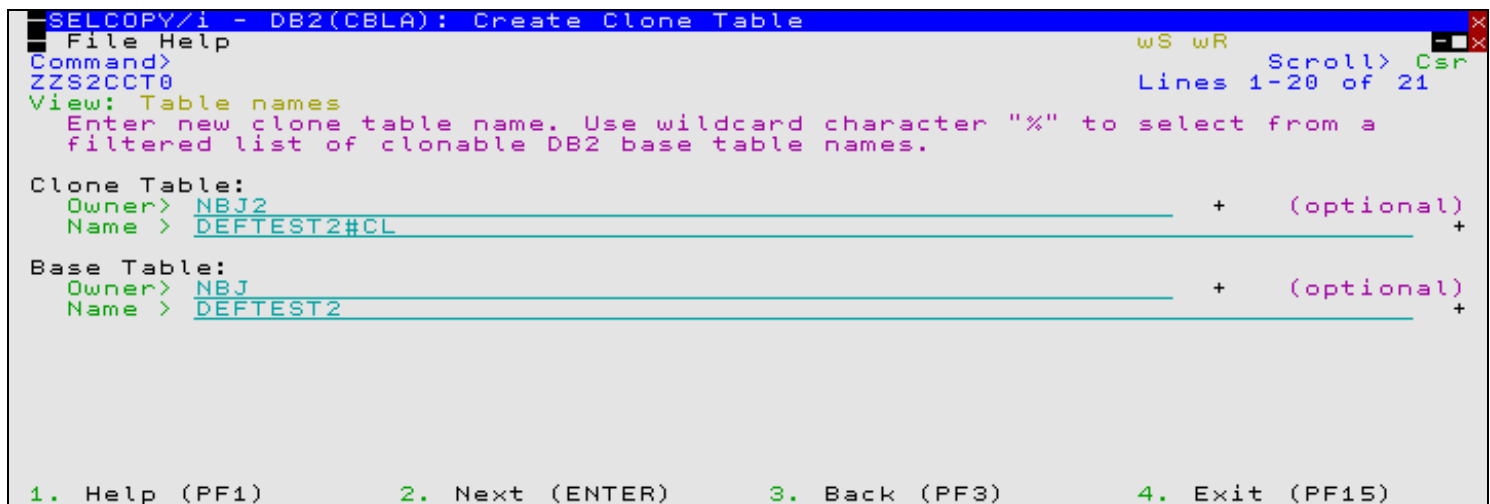 SELCOPY/i - DB2(CBLA): Create Clone Table
File Help wS wR
Command> Scroll> Csr
ZZS2CCT0 Lines 1-20 of 21
View: Table names
Enter new clone table name. Use wildcard character "%" to select from a
filtered list of clonable DB2 base table names.
Clone Table:
Owner> NBJ2 + (optional)
Name > DEFTEST2#CL +
Base Table:
Owner> NBJ + (optional)
Name > DEFTEST2 +
1. Help (PF1) 2. Next (ENTER) 3. Back (PF3) 4. Exit (PF15)